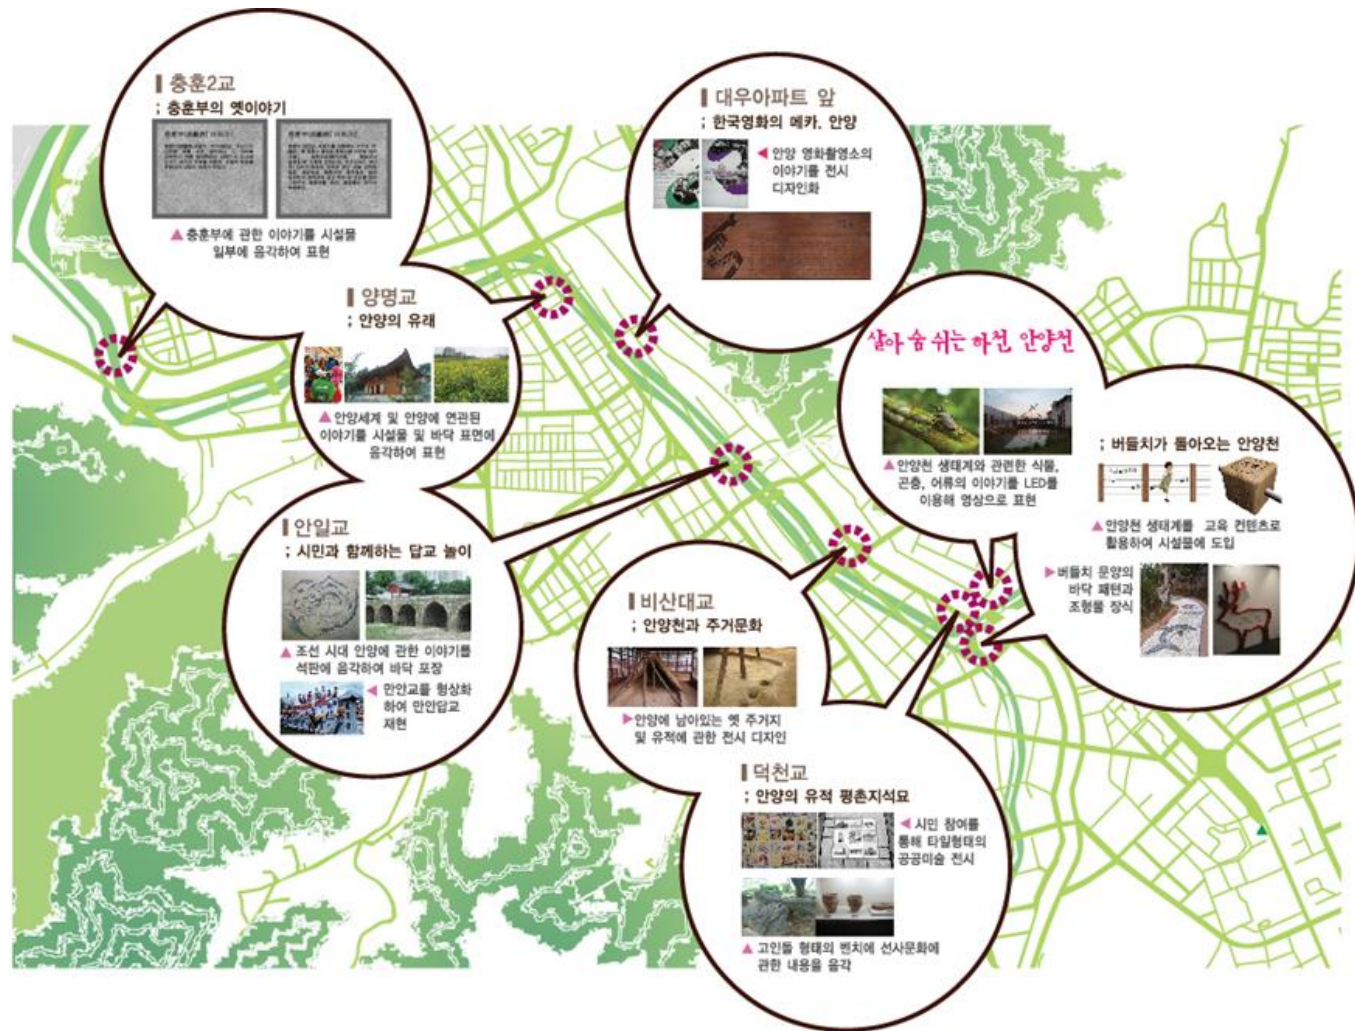 충훈2교
; 충훈부의 옛이야기
▲ 충훈부에 관한 이야기를 시설물
일부에 음각하여 표현
대우아파트 앞
; 한국영화의 메카, 안양
◀ 안양 영화촬영소의
이야기를 전시
디자인화
양명교
; 안양의 유래
▲ 안양세계 및 안양에 연관된
이야기를 시설물 및 바닥 표면에
음각하여 표현
살아 숨 쉬는 하천, 안양천
▲ 안양천 생태계와 관련한 식물,
곤충, 어류의 이야기를 LED를
이용해 영상으로 표현
; 버들치가 돌아오는 안양천
▲ 안양천 생태계를 교육 컨텐츠로
활용하여 시설물에 도입
▶ 버들치 문양의
바닥 패턴과
조형물 장식
안일교
; 시민과 함께하는 답교 놀이
▲ 조선 시대 안양에 관한 이야기를
석판에 음각하여 바닥 포장
◀ 만안교를 형상화
하여 만안답교
재현
비산대교
; 안양천과 주거문화
▶ 안양에 남아있는 옛 주거지
및 유적에 관한 전시 디자인
덕천교
; 안양의 유적 평촌지석묘
◀ 시민 참여를
통해 타일형태의
공공미술 전시
▲ 고인돌 형태의 벤치에 선사문화에
관한 내용을 음각